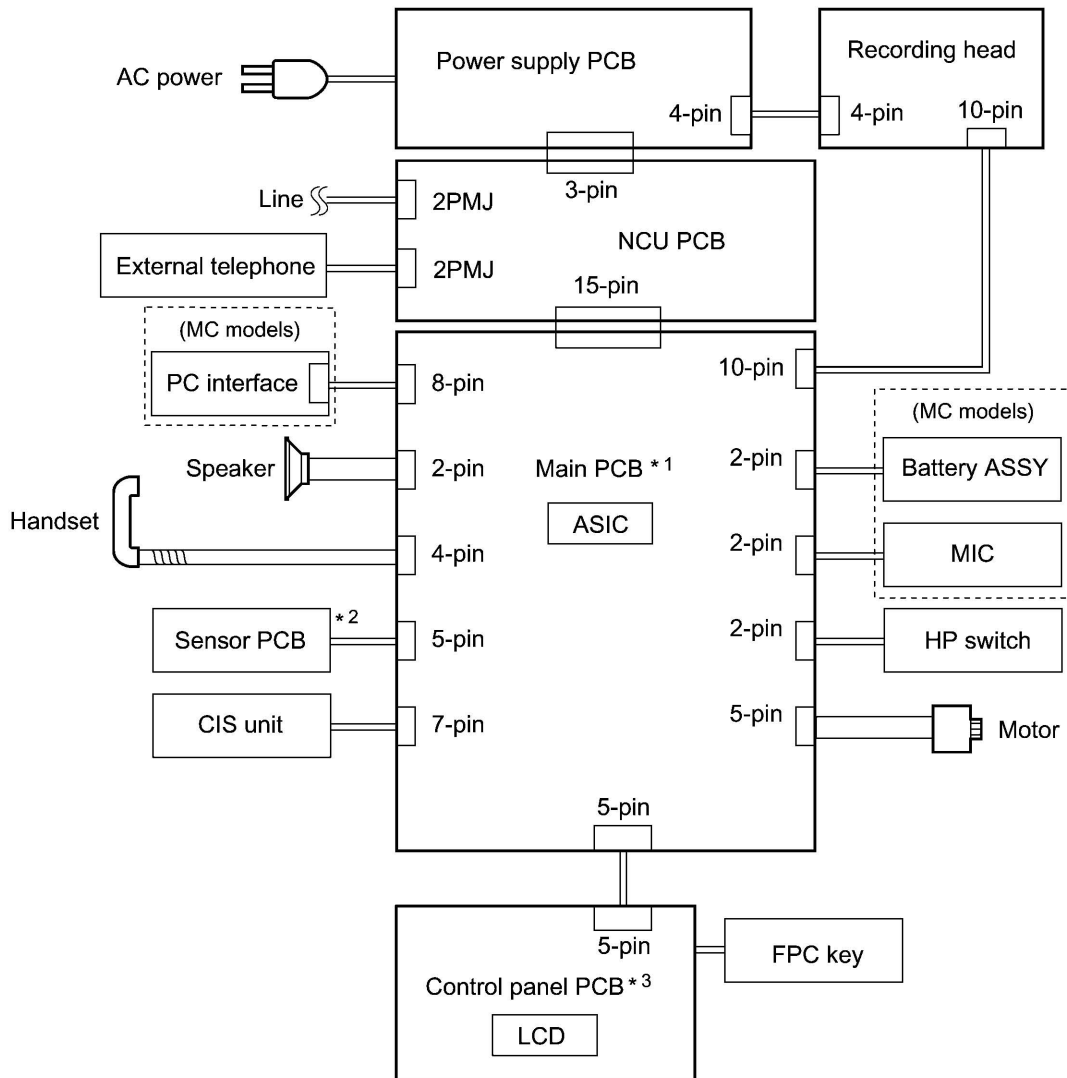 Power supply PCB
Recording head
AC power
4-pin
4-pin
10-pin
3-pin
Line
2PMJ
NCU PCB
External telephone
2PMJ
15-pin
(MC models)
PC interface
8-pin
10-pin
(MC models)
Speaker
2-pin
Main PCB *1
2-pin
Battery ASSY
Handset
ASIC
4-pin
2-pin
MIC
Sensor PCB
*2
5-pin
2-pin
HP switch
CIS unit
7-pin
5-pin
Motor
5-pin
5-pin
FPC key
Control panel PCB *3
LCD